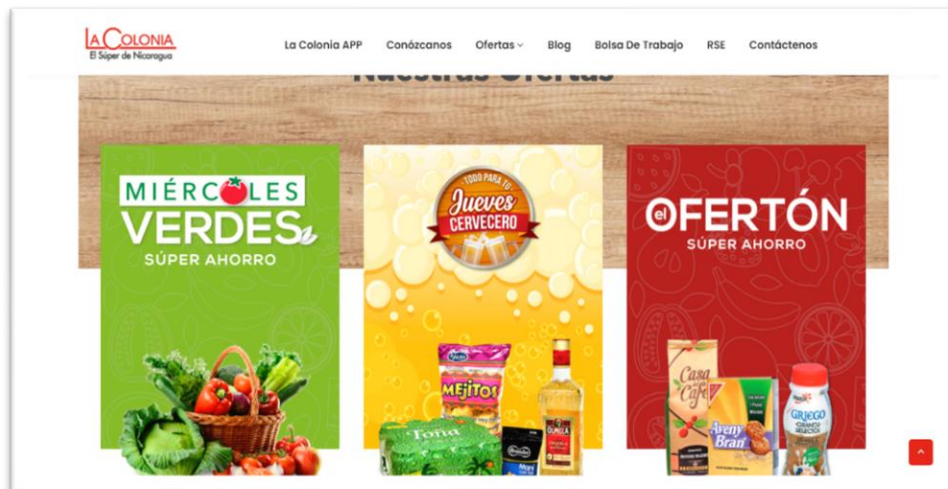 LA COLONIA
El Súper de Nicaragua
La Colonia APP Conózcanos Ofertas Blog Bolsa De Trabajo RSE Contáctenos
Nuestras Ofertas
MIÉRCOLES
VERDES
SÚPER AHORRO
TODO PARA TU
Jueves
CERVECERO
el OFERTÓN
SÚPER AHORRO
MEJITOS
Toña
Casa
Café
Aveny
Bran
GRIEGO